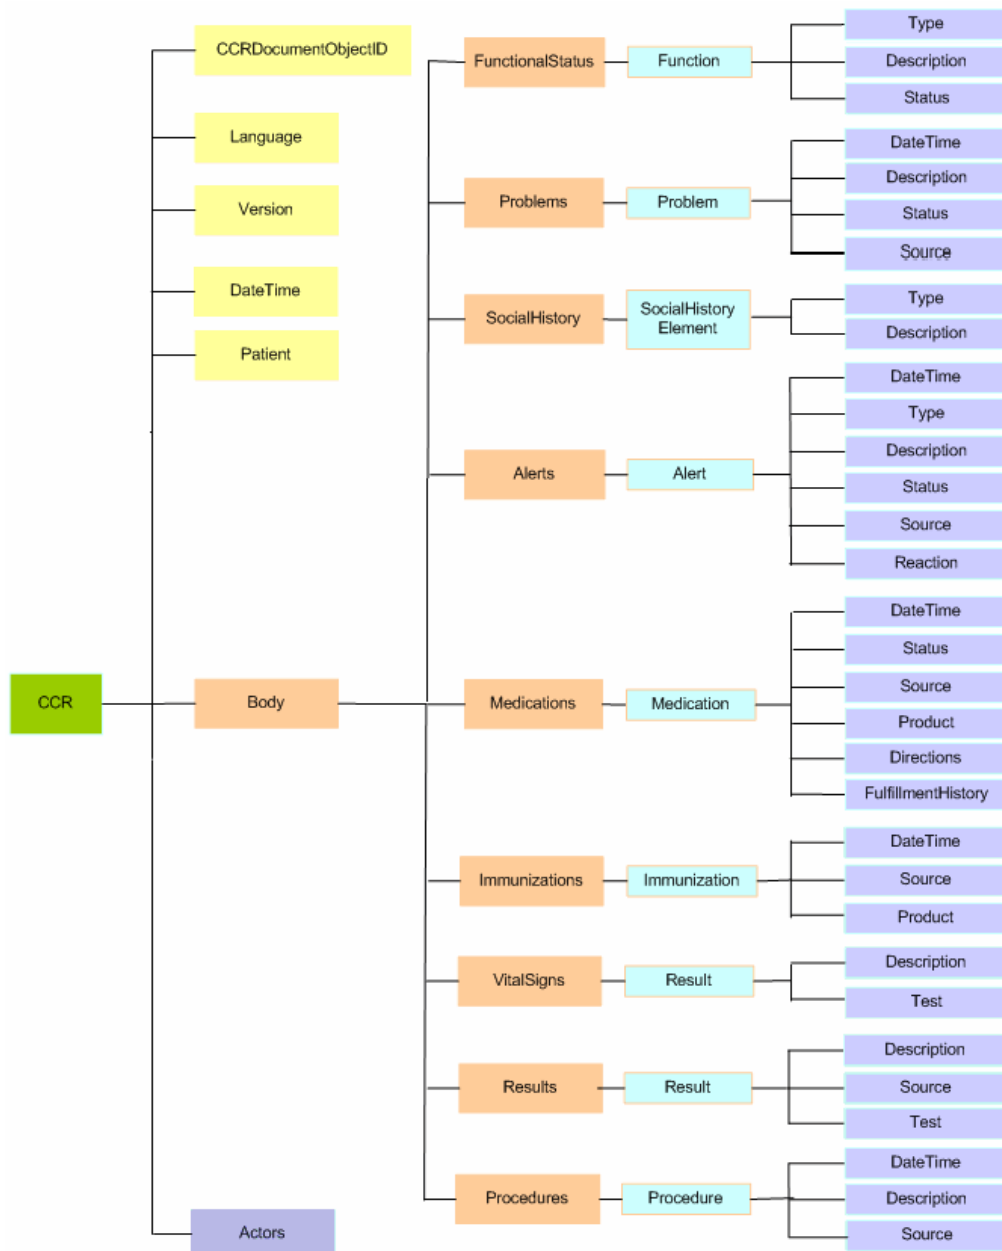 CCRDocumentObjectID
Language
Version
DateTime
Patient
CCR
Body
Actors
FunctionalStatus
Function
Type
Description
Status
Problems
Problem
DateTime
Description
Status
Source
SocialHistory
SocialHistory
Element
Type
Description
Alerts
Alert
DateTime
Type
Description
Status
Source
Reaction
Medications
Medication
DateTime
Status
Source
Product
Directions
FulfillmentHistory
Immunizations
Immunization
DateTime
Source
Product
VitalSigns
Result
Description
Test
Results
Result
Description
Source
Test
Procedures
Procedure
DateTime
Description
Source